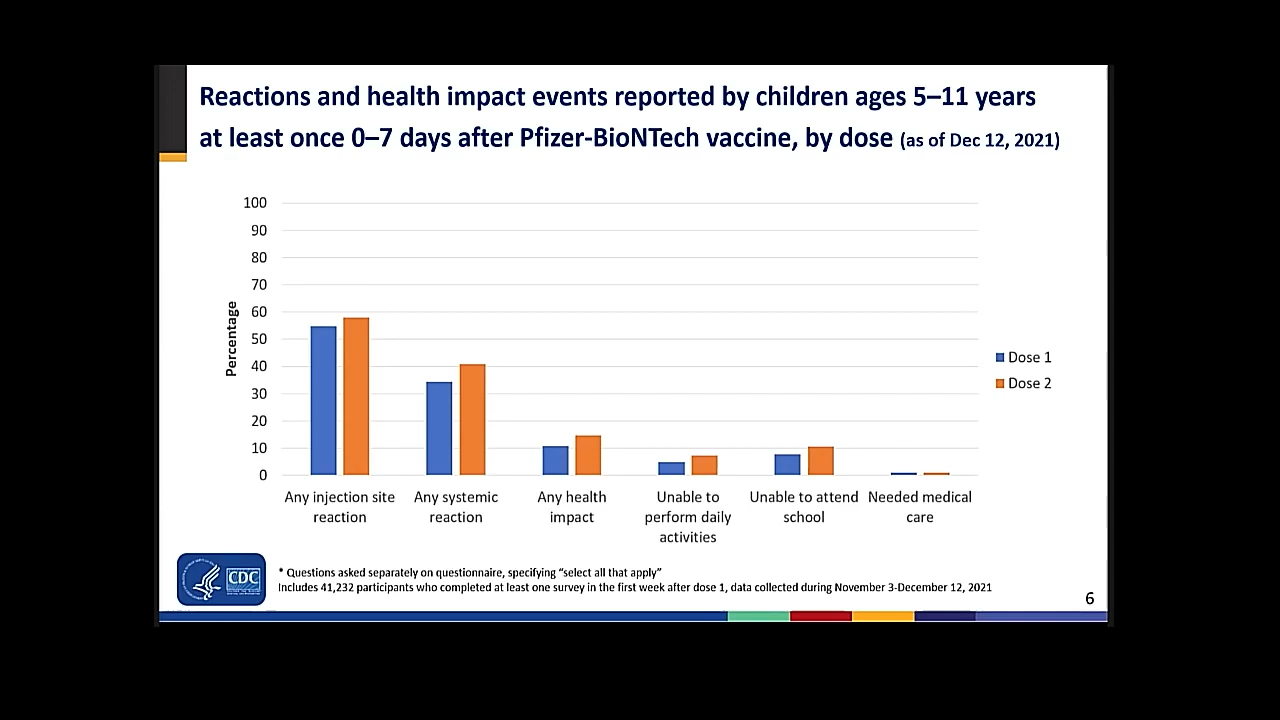 Reactions and health impact events reported by children ages 5–11 years
at least once 0–7 days after Pfizer-BioNTech vaccine, by dose (as of Dec 12, 2021)
100
90
80
70
60
50
40
30
20
10
0
Percentage
Any injection site
reaction
Any systemic
reaction
Any health
impact
Unable to
perform daily
activities
Unable to attend
school
Needed medical
care
Dose 1
Dose 2
CDC
* Questions asked separately on questionnaire, specifying “select all that apply”
Includes 41,232 participants who completed at least one survey in the first week after dose 1, data collected during November 3-December 12, 2021
6